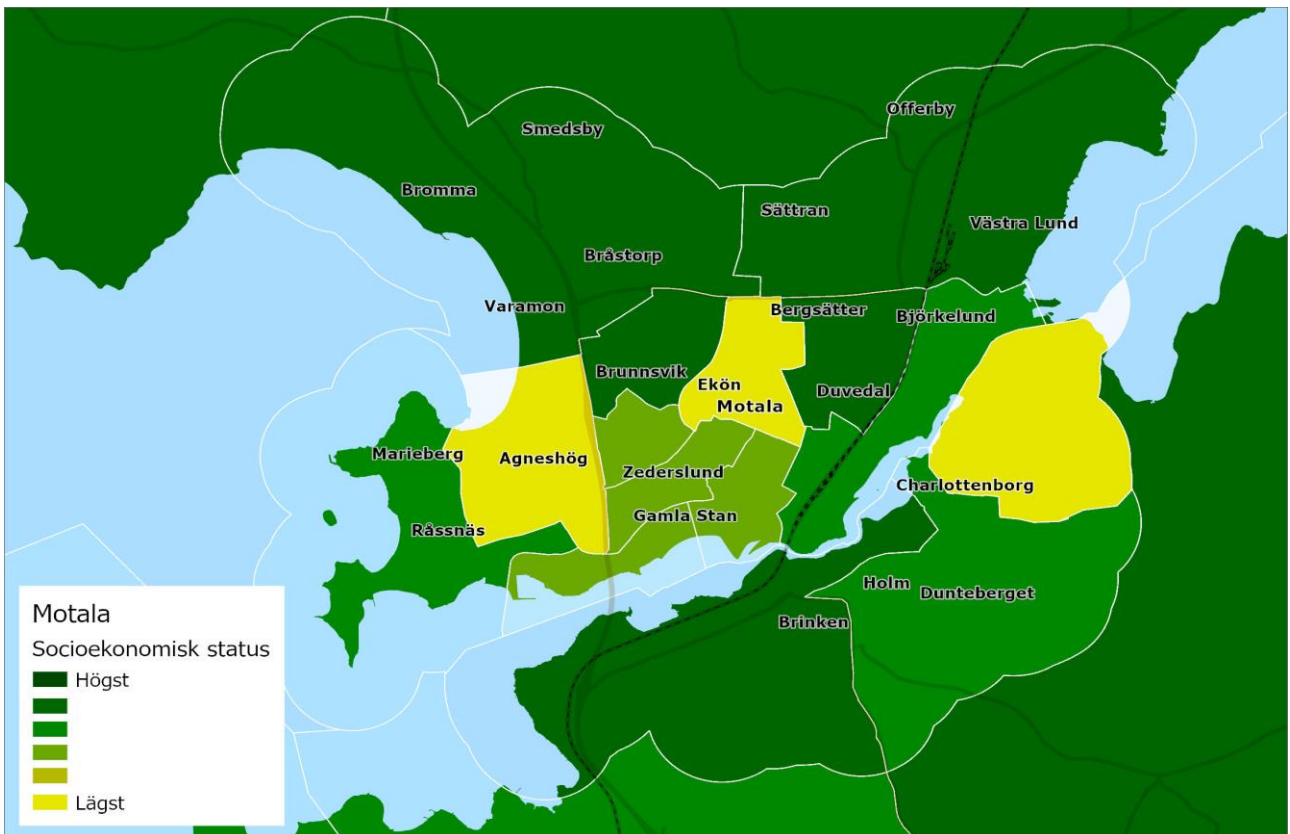 Offerby
Smedsby
Bromma
Sättran
Västra Lund
Bråstorp
Varamon
Bergsätter
Björkelund
Brunnsvik
Ekön
Duvedal
Motala
Marieberg
Agneshög
Zederslund
Charlottenborg
Gamla Stan
Råssnäs
Holm
Dunteberget
Brinken
Motala
Socioekonomisk status
Högst
Lägst